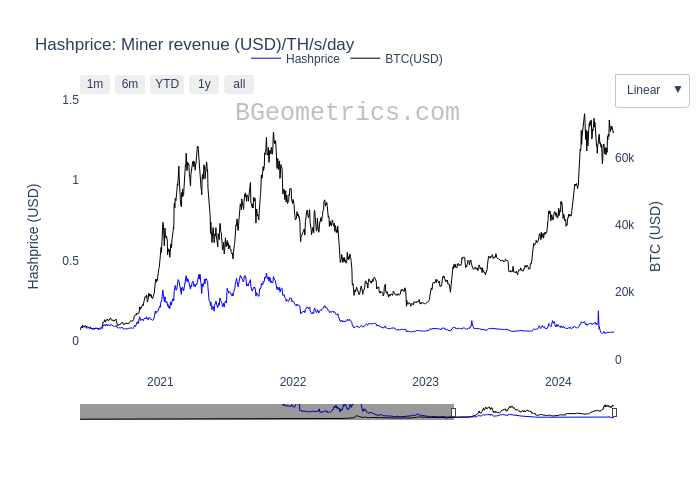 Hashprice: Miner revenue (USD)/TH/s/day
Hashprice BTC(USD)
1m 6m YTD 1y all
Linear ▼
BGeometrics.com
1.5
1
0.5
0
Hashprice (USD)
60k
40k
20k
0
BTC (USD)
2021 2022 2023 2024